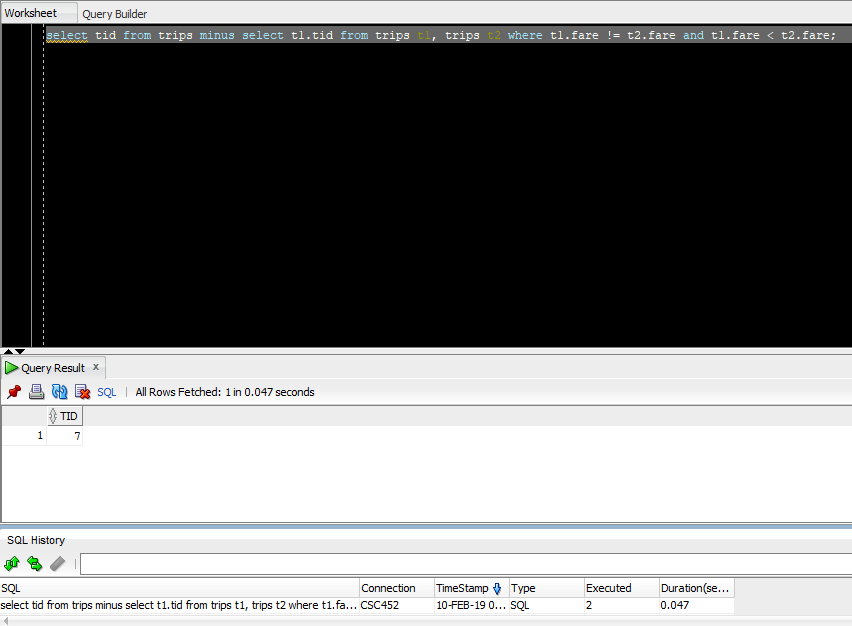 Worksheet Query Builder
select tid from trips minus select t1.tid from trips t1, trips t2 where t1.fare != t2.fare and t1.fare < t2.fare;
Query Result x
SQL | All Rows Fetched: 1 in 0.047 seconds
TID
1 7
SQL History
SQL Connection TimeStamp Type Executed Duration(se...
select tid from trips minus select t1.tid from trips t1, trips t2 where t1.fa... CSC452 10-FEB-19 0... SQL 2 0.047